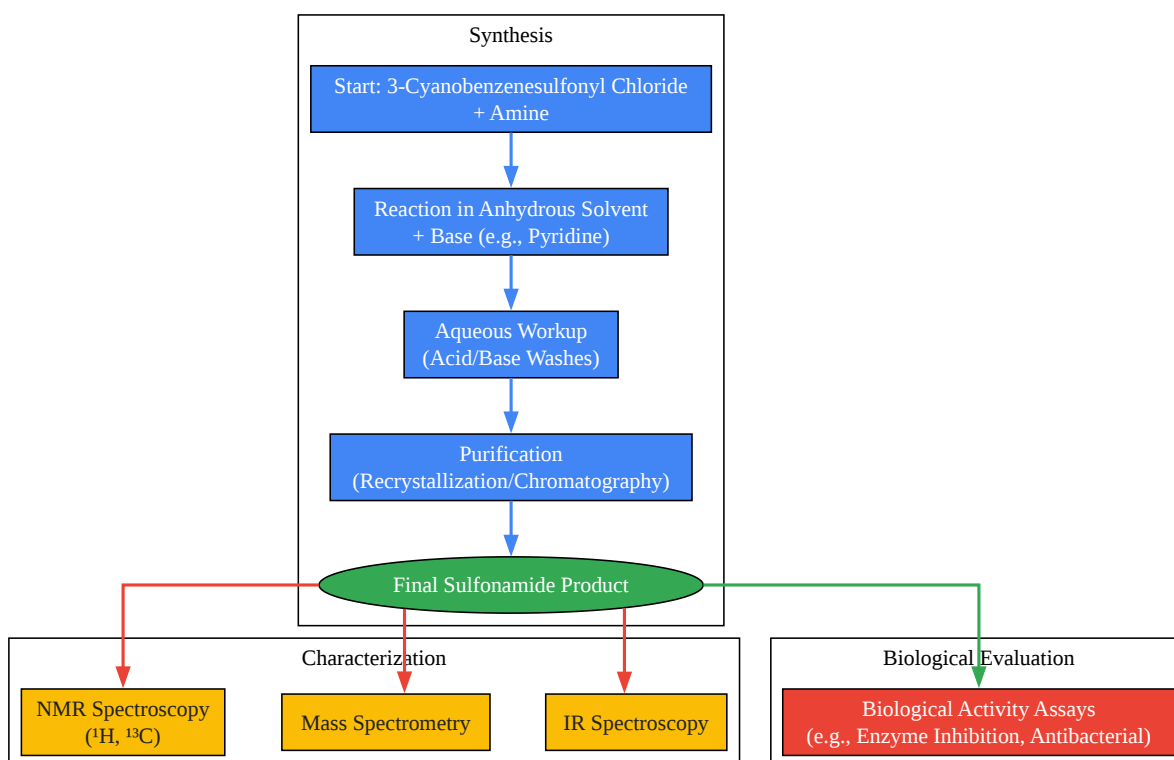 Synthesis
Start: 3-Cyanobenzenesulfonyl Chloride
+ Amine
Reaction in Anhydrous Solvent
+ Base (e.g., Pyridine)
Aqueous Workup
(Acid/Base Washes)
Purification
(Recrystallization/Chromatography)
Final Sulfonamide Product
Characterization
NMR Spectroscopy
(¹H, ¹³C)
Mass Spectrometry
IR Spectroscopy
Biological Evaluation
Biological Activity Assays
(e.g., Enzyme Inhibition, Antibacterial)